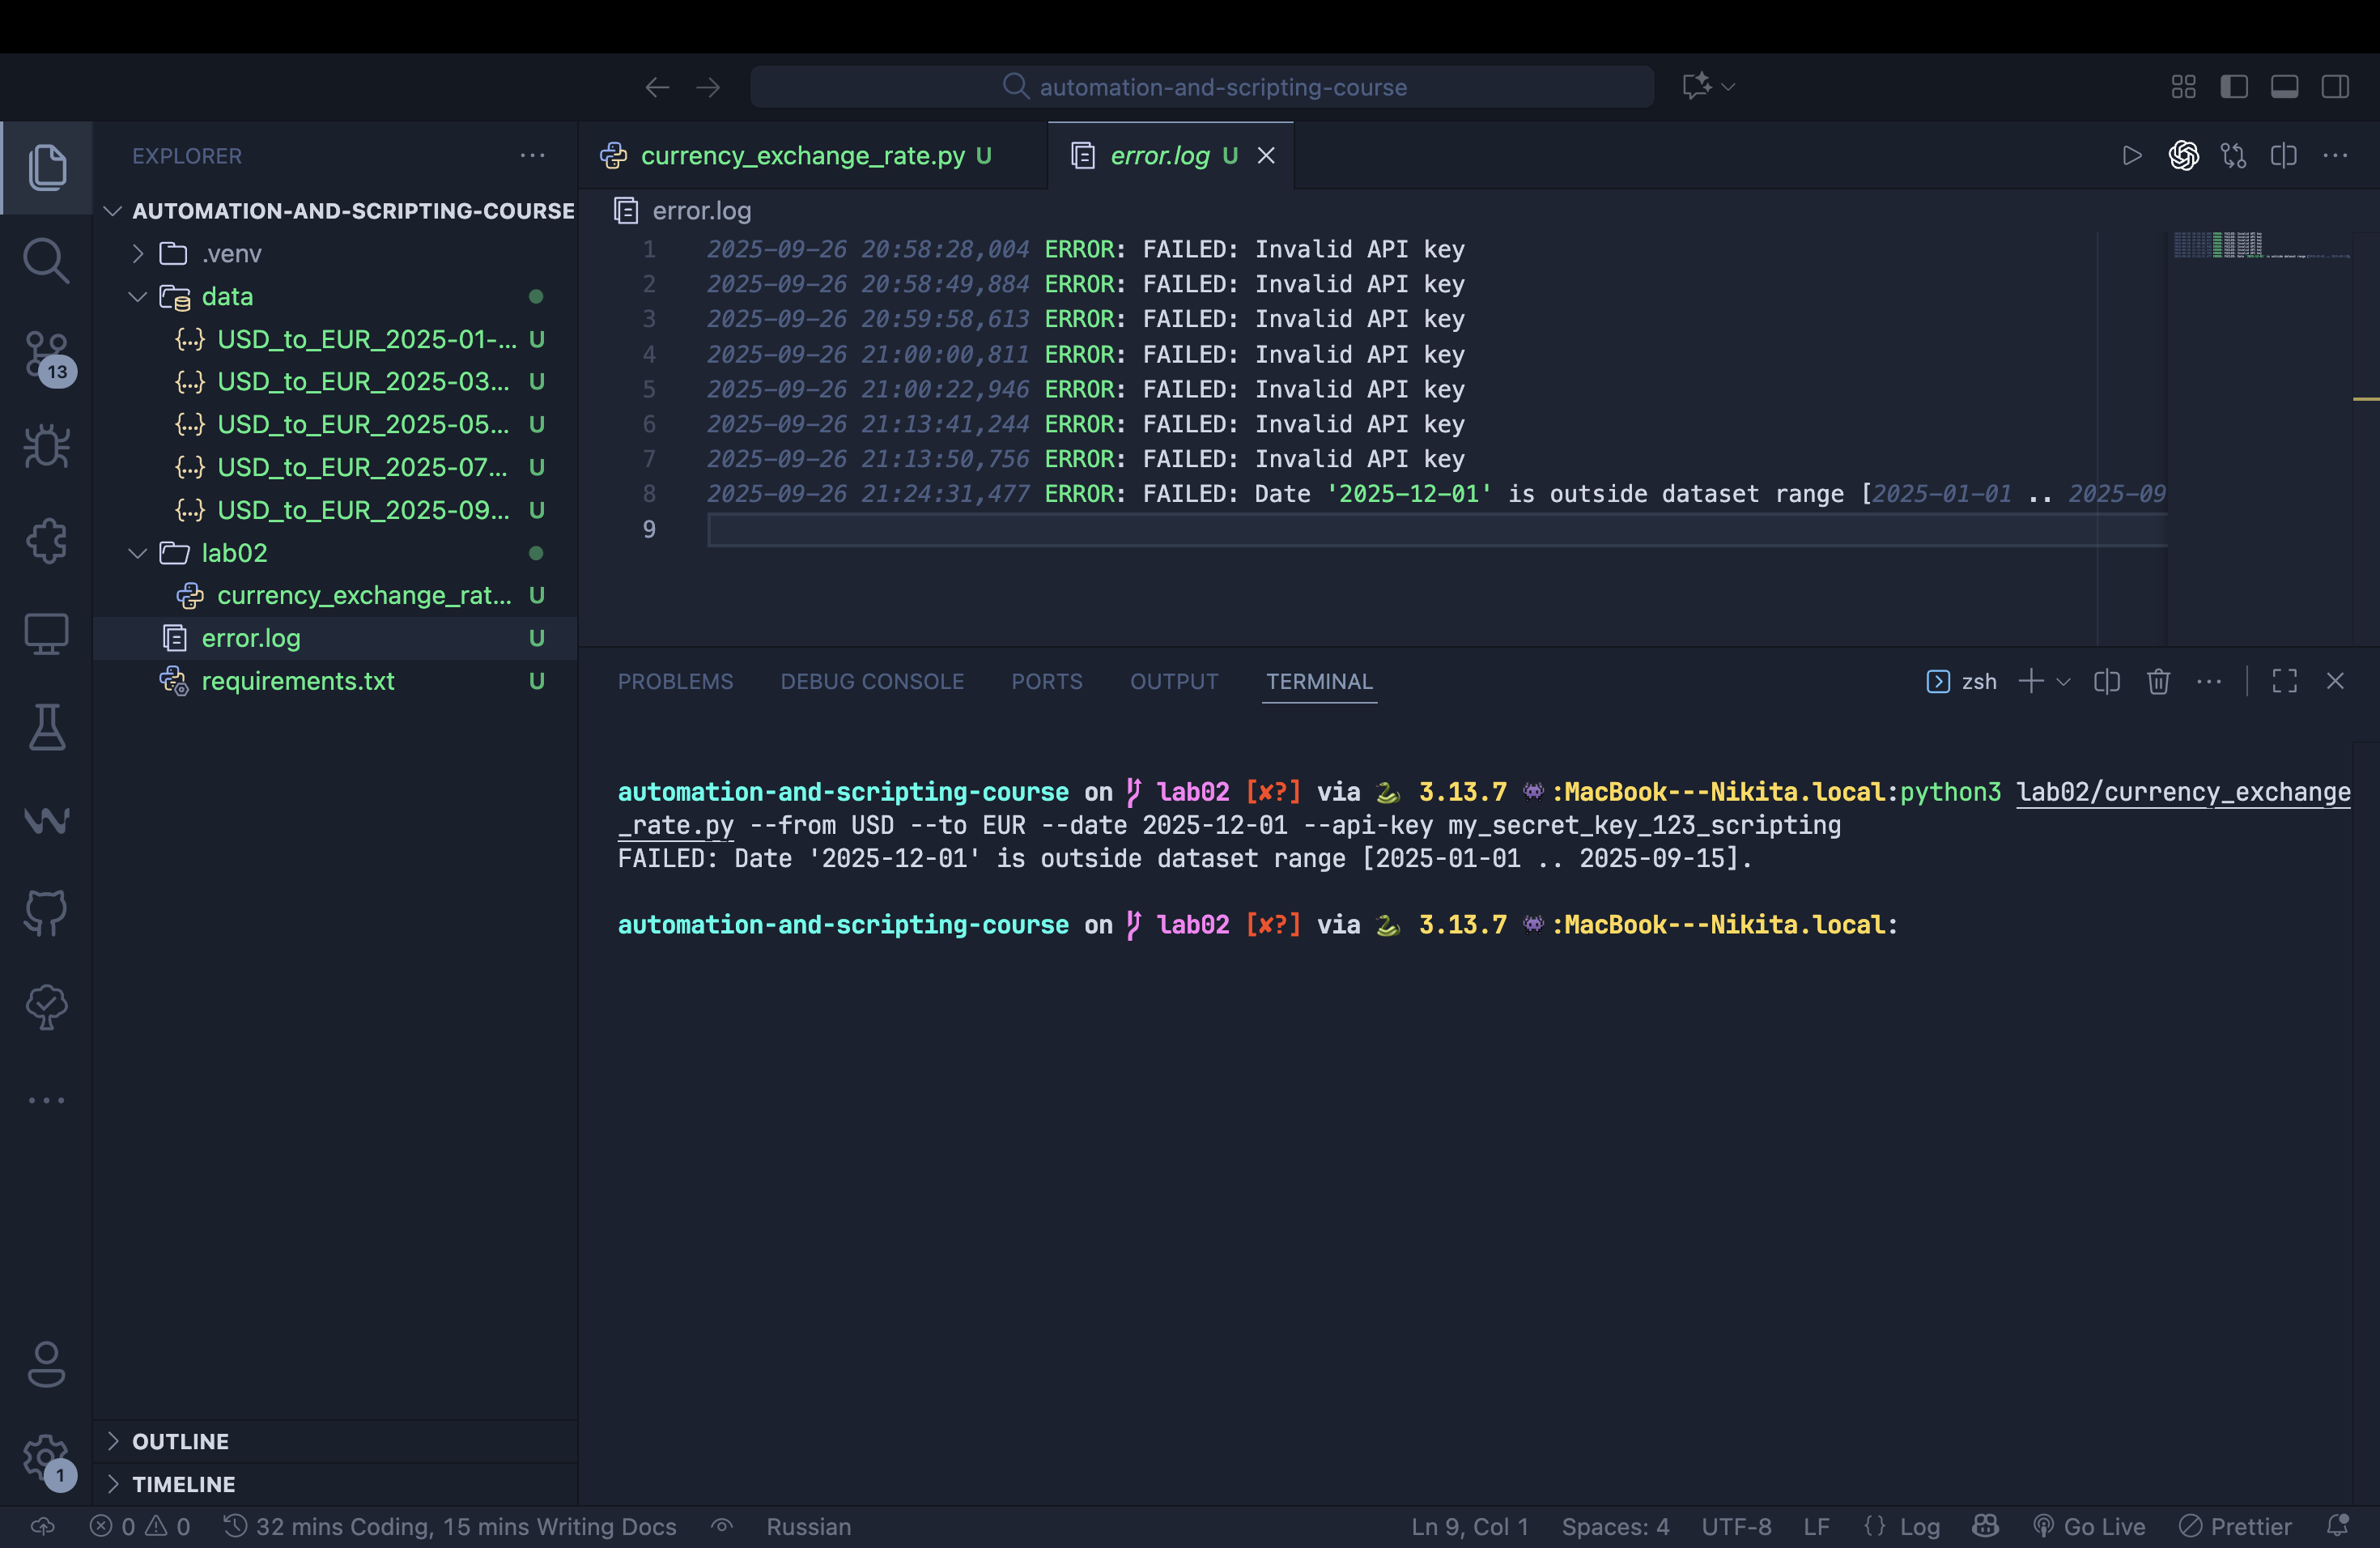 automation-and-scripting-course
EXPLORER
AUTOMATION-AND-SCRIPTING-COURSE
.venv
data
USD_to_EUR_2025-01-... U
USD_to_EUR_2025-03... U
USD_to_EUR_2025-05... U
USD_to_EUR_2025-07... U
USD_to_EUR_2025-09... U
lab02
currency_exchange_rat... U
error.log U
requirements.txt U
OUTLINE
TIMELINE
13
1
currency_exchange_rate.py U
error.log U
error.log
1 2025-09-26 20:58:28,004 ERROR: FAILED: Invalid API key
2 2025-09-26 20:58:49,884 ERROR: FAILED: Invalid API key
3 2025-09-26 20:59:58,613 ERROR: FAILED: Invalid API key
4 2025-09-26 21:00:00,811 ERROR: FAILED: Invalid API key
5 2025-09-26 21:00:22,946 ERROR: FAILED: Invalid API key
6 2025-09-26 21:13:41,244 ERROR: FAILED: Invalid API key
7 2025-09-26 21:13:50,756 ERROR: FAILED: Invalid API key
8 2025-09-26 21:24:31,477 ERROR: FAILED: Date '2025-12-01' is outside dataset range [2025-01-01 .. 2025-09
9
PROBLEMS DEBUG CONSOLE PORTS OUTPUT TERMINAL
zsh
automation-and-scripting-course on lab02 [✘?] via 🐍 3.13.7 👾 :MacBook---Nikita.local:python3 lab02/currency_exchange
_rate.py --from USD --to EUR --date 2025-12-01 --api-key my_secret_key_123_scripting
FAILED: Date '2025-12-01' is outside dataset range [2025-01-01 .. 2025-09-15].
automation-and-scripting-course on lab02 [✘?] via 🐍 3.13.7 👾 :MacBook---Nikita.local:
0 0 32 mins Coding, 15 mins Writing Docs Russian Ln 9, Col 1 Spaces: 4 UTF-8 LF {} Log Go Live Prettier